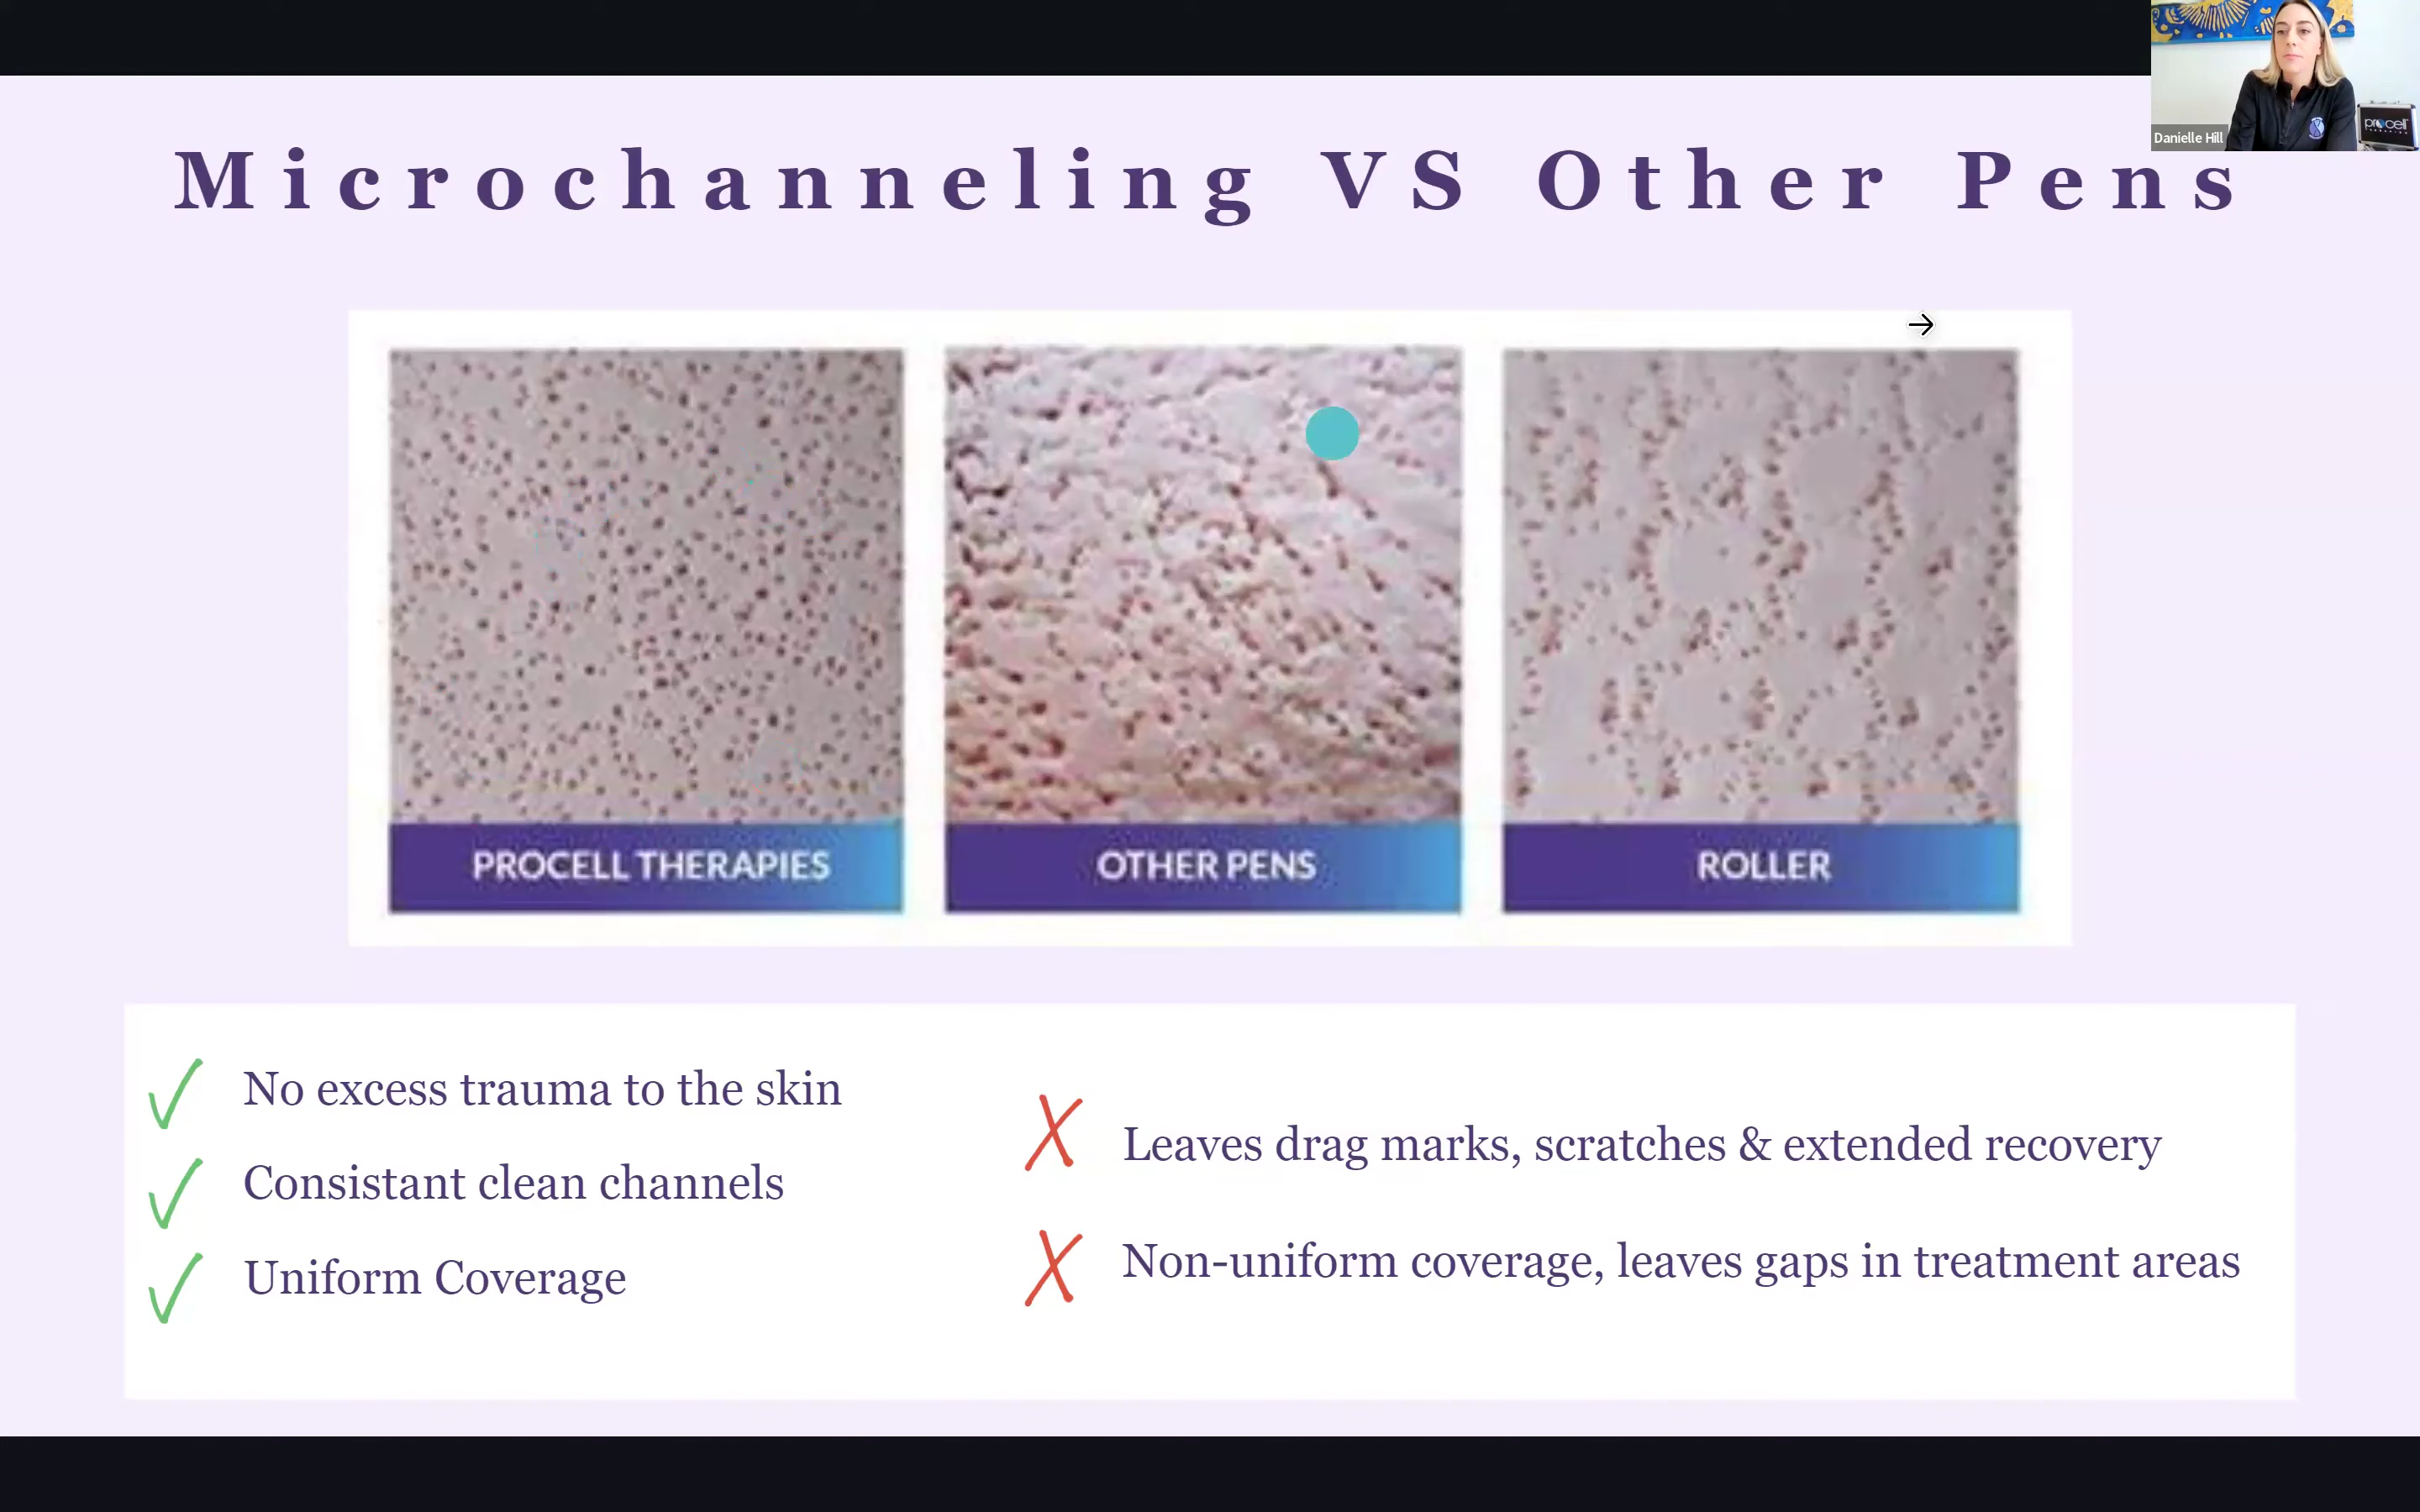 Danielle Hill
procell
Microchanneling VS Other Pens
PROCELL THERAPIES
OTHER PENS
ROLLER
No excess trauma to the skin
Consistant clean channels
Uniform Coverage
Leaves drag marks, scratches & extended recovery
Non-uniform coverage, leaves gaps in treatment areas